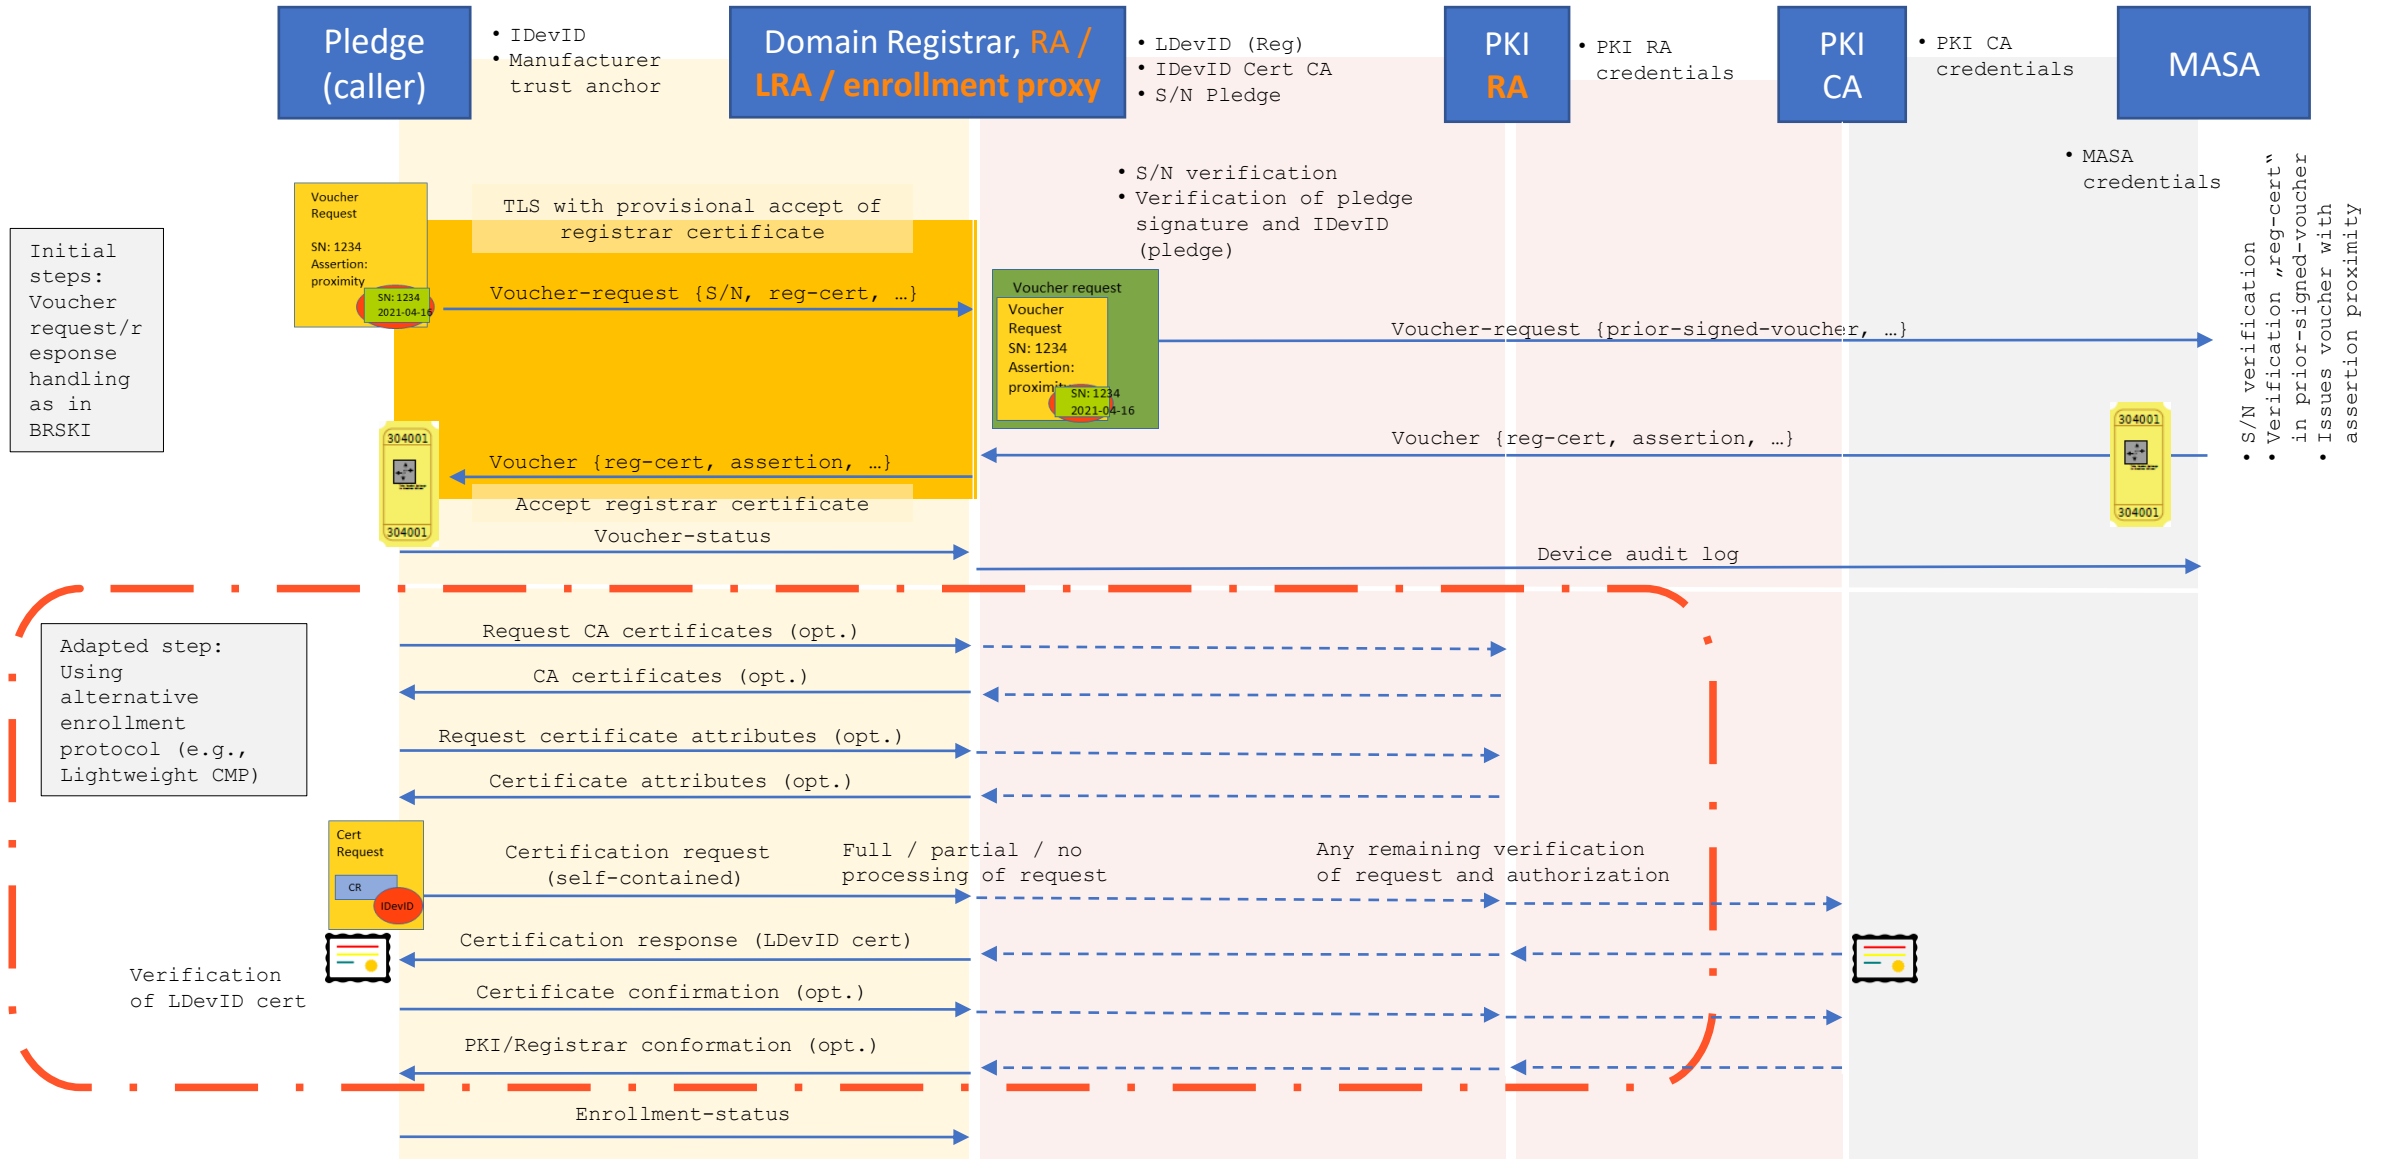 Pledge
(caller)
• IDevID
• Manufacturer
trust anchor
Domain Registrar, RA /
LRA / enrollment proxy
• LDevID (Reg)
• IDevID Cert CA
• S/N Pledge
PKI
RA
• PKI RA
credentials
PKI
CA
• PKI CA
credentials
MASA
• MASA
credentials
• S/N verification
• Verification „reg-cert“
in prior-signed-voucher
• Issues voucher with
assertion proximity
Initial
steps:
Voucher
request/r
esponse
handling
as in
BRSKI
Voucher
Request
SN: 1234
Assertion:
proximity
SN: 1234
2021-04-16
TLS with provisional accept of
registrar certificate
• S/N verification
• Verification of pledge
signature and IDevID
(pledge)
Voucher-request {S/N, reg-cert, …}
Voucher request
Voucher
Request
SN: 1234
Assertion:
proximity
SN: 1234
2021-04-16
Voucher-request {prior-signed-voucher, …}
Voucher {reg-cert, assertion, …}
304001
304001
Voucher {reg-cert, assertion, …}
304001
304001
Accept registrar certificate
Voucher-status
Device audit log
Adapted step:
Using
alternative
enrollment
protocol (e.g.,
Lightweight CMP)
Request CA certificates (opt.)
CA certificates (opt.)
Request certificate attributes (opt.)
Certificate attributes (opt.)
Cert
Request
CR
IDevID
Certification request
(self-contained)
Full / partial / no
processing of request
Any remaining verification
of request and authorization
Certification response (LDevID cert)
Verification
of LDevID cert
Certificate confirmation (opt.)
PKI/Registrar conformation (opt.)
Enrollment-status